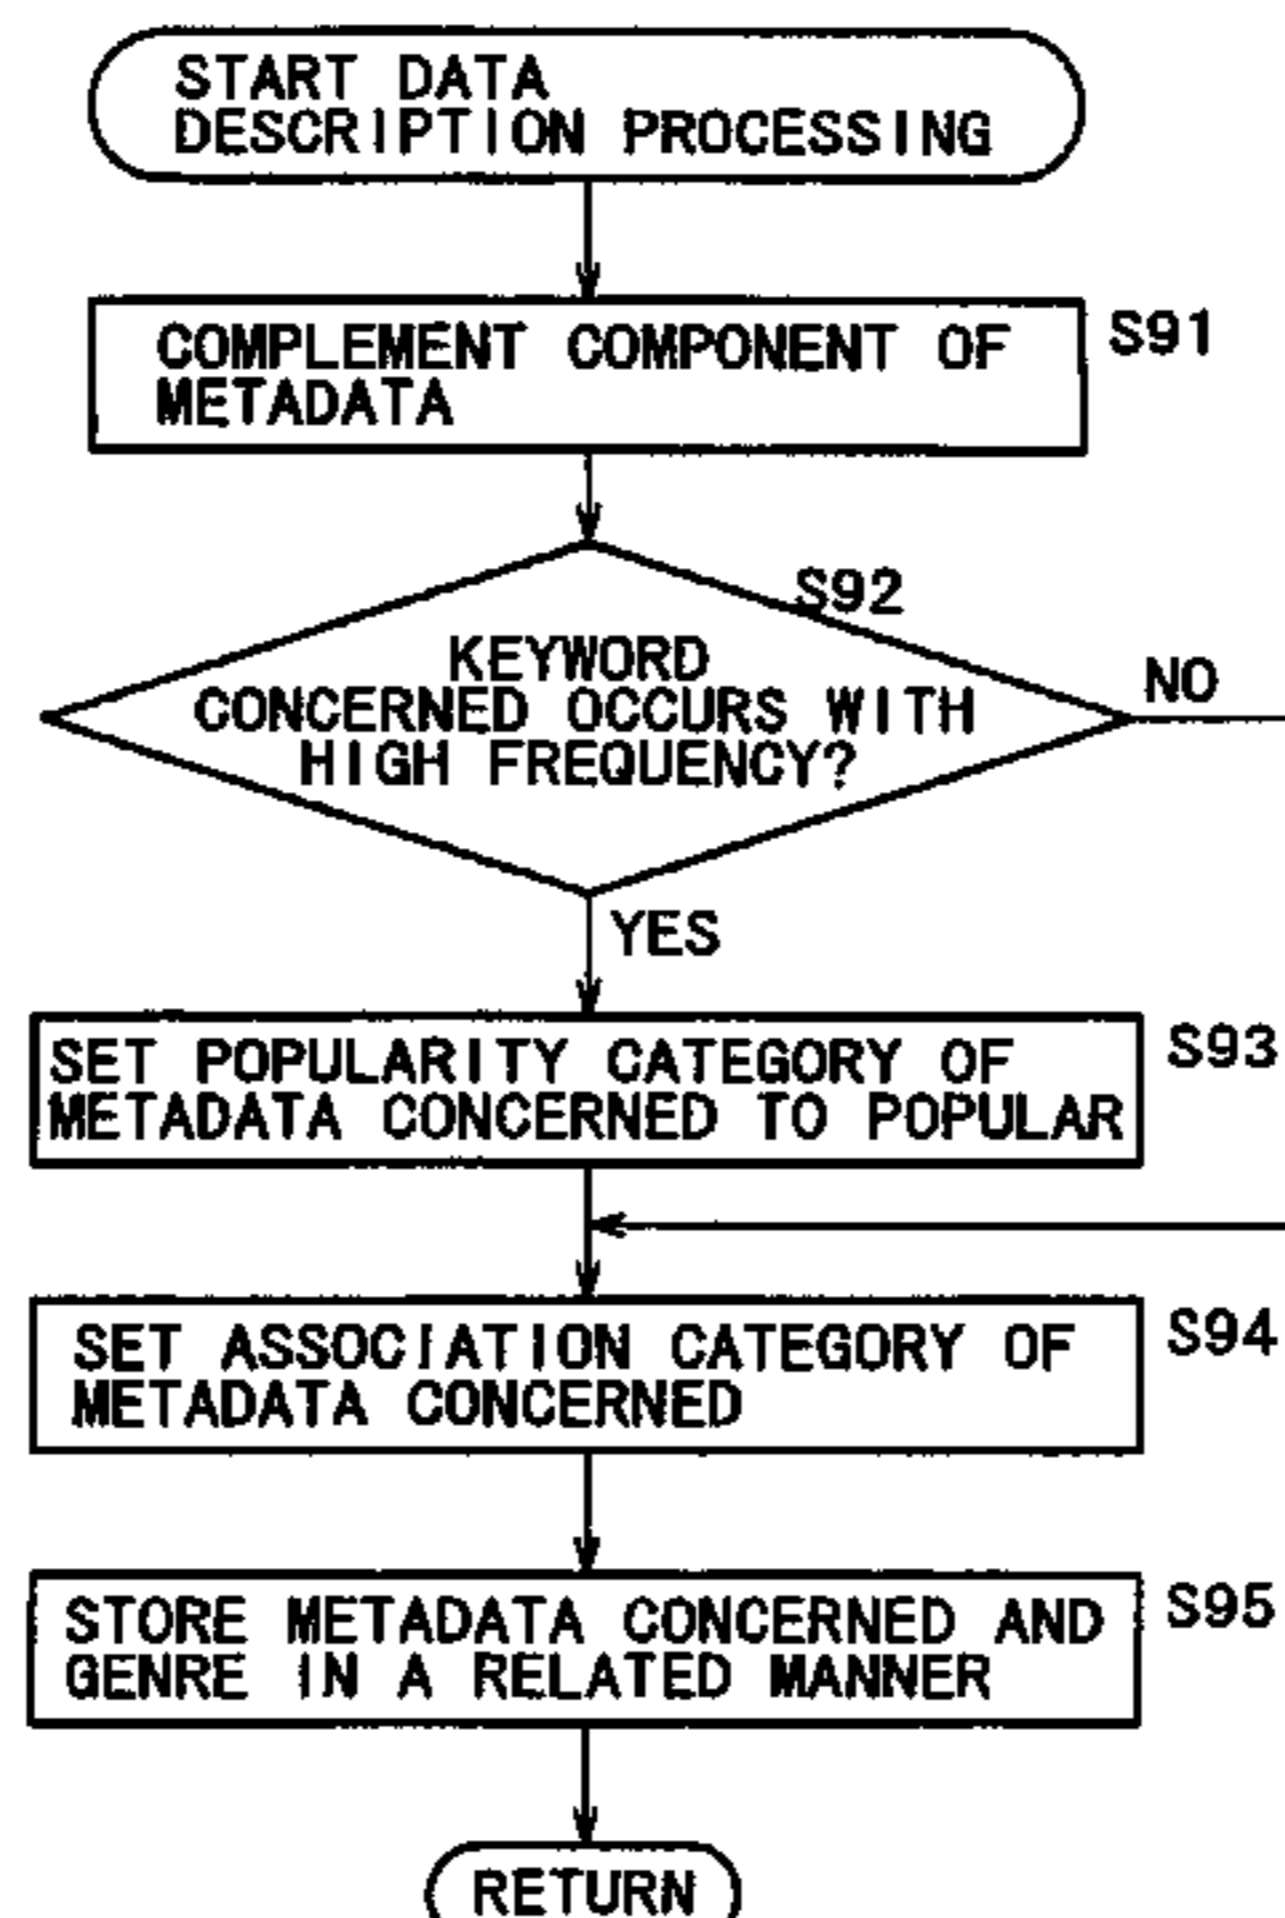 START DATA
DESCRIPTION PROCESSING
COMPLEMENT COMPONENT OF
METADATA
S91
S92
KEYWORD
CONCERNED OCCURS WITH
HIGH FREQUENCY?
NO
YES
SET POPULARITY CATEGORY OF
METADATA CONCERNED TO POPULAR
S93
SET ASSOCIATION CATEGORY OF
METADATA CONCERNED
S94
STORE METADATA CONCERNED AND
GENRE IN A RELATED MANNER
S95
RETURN